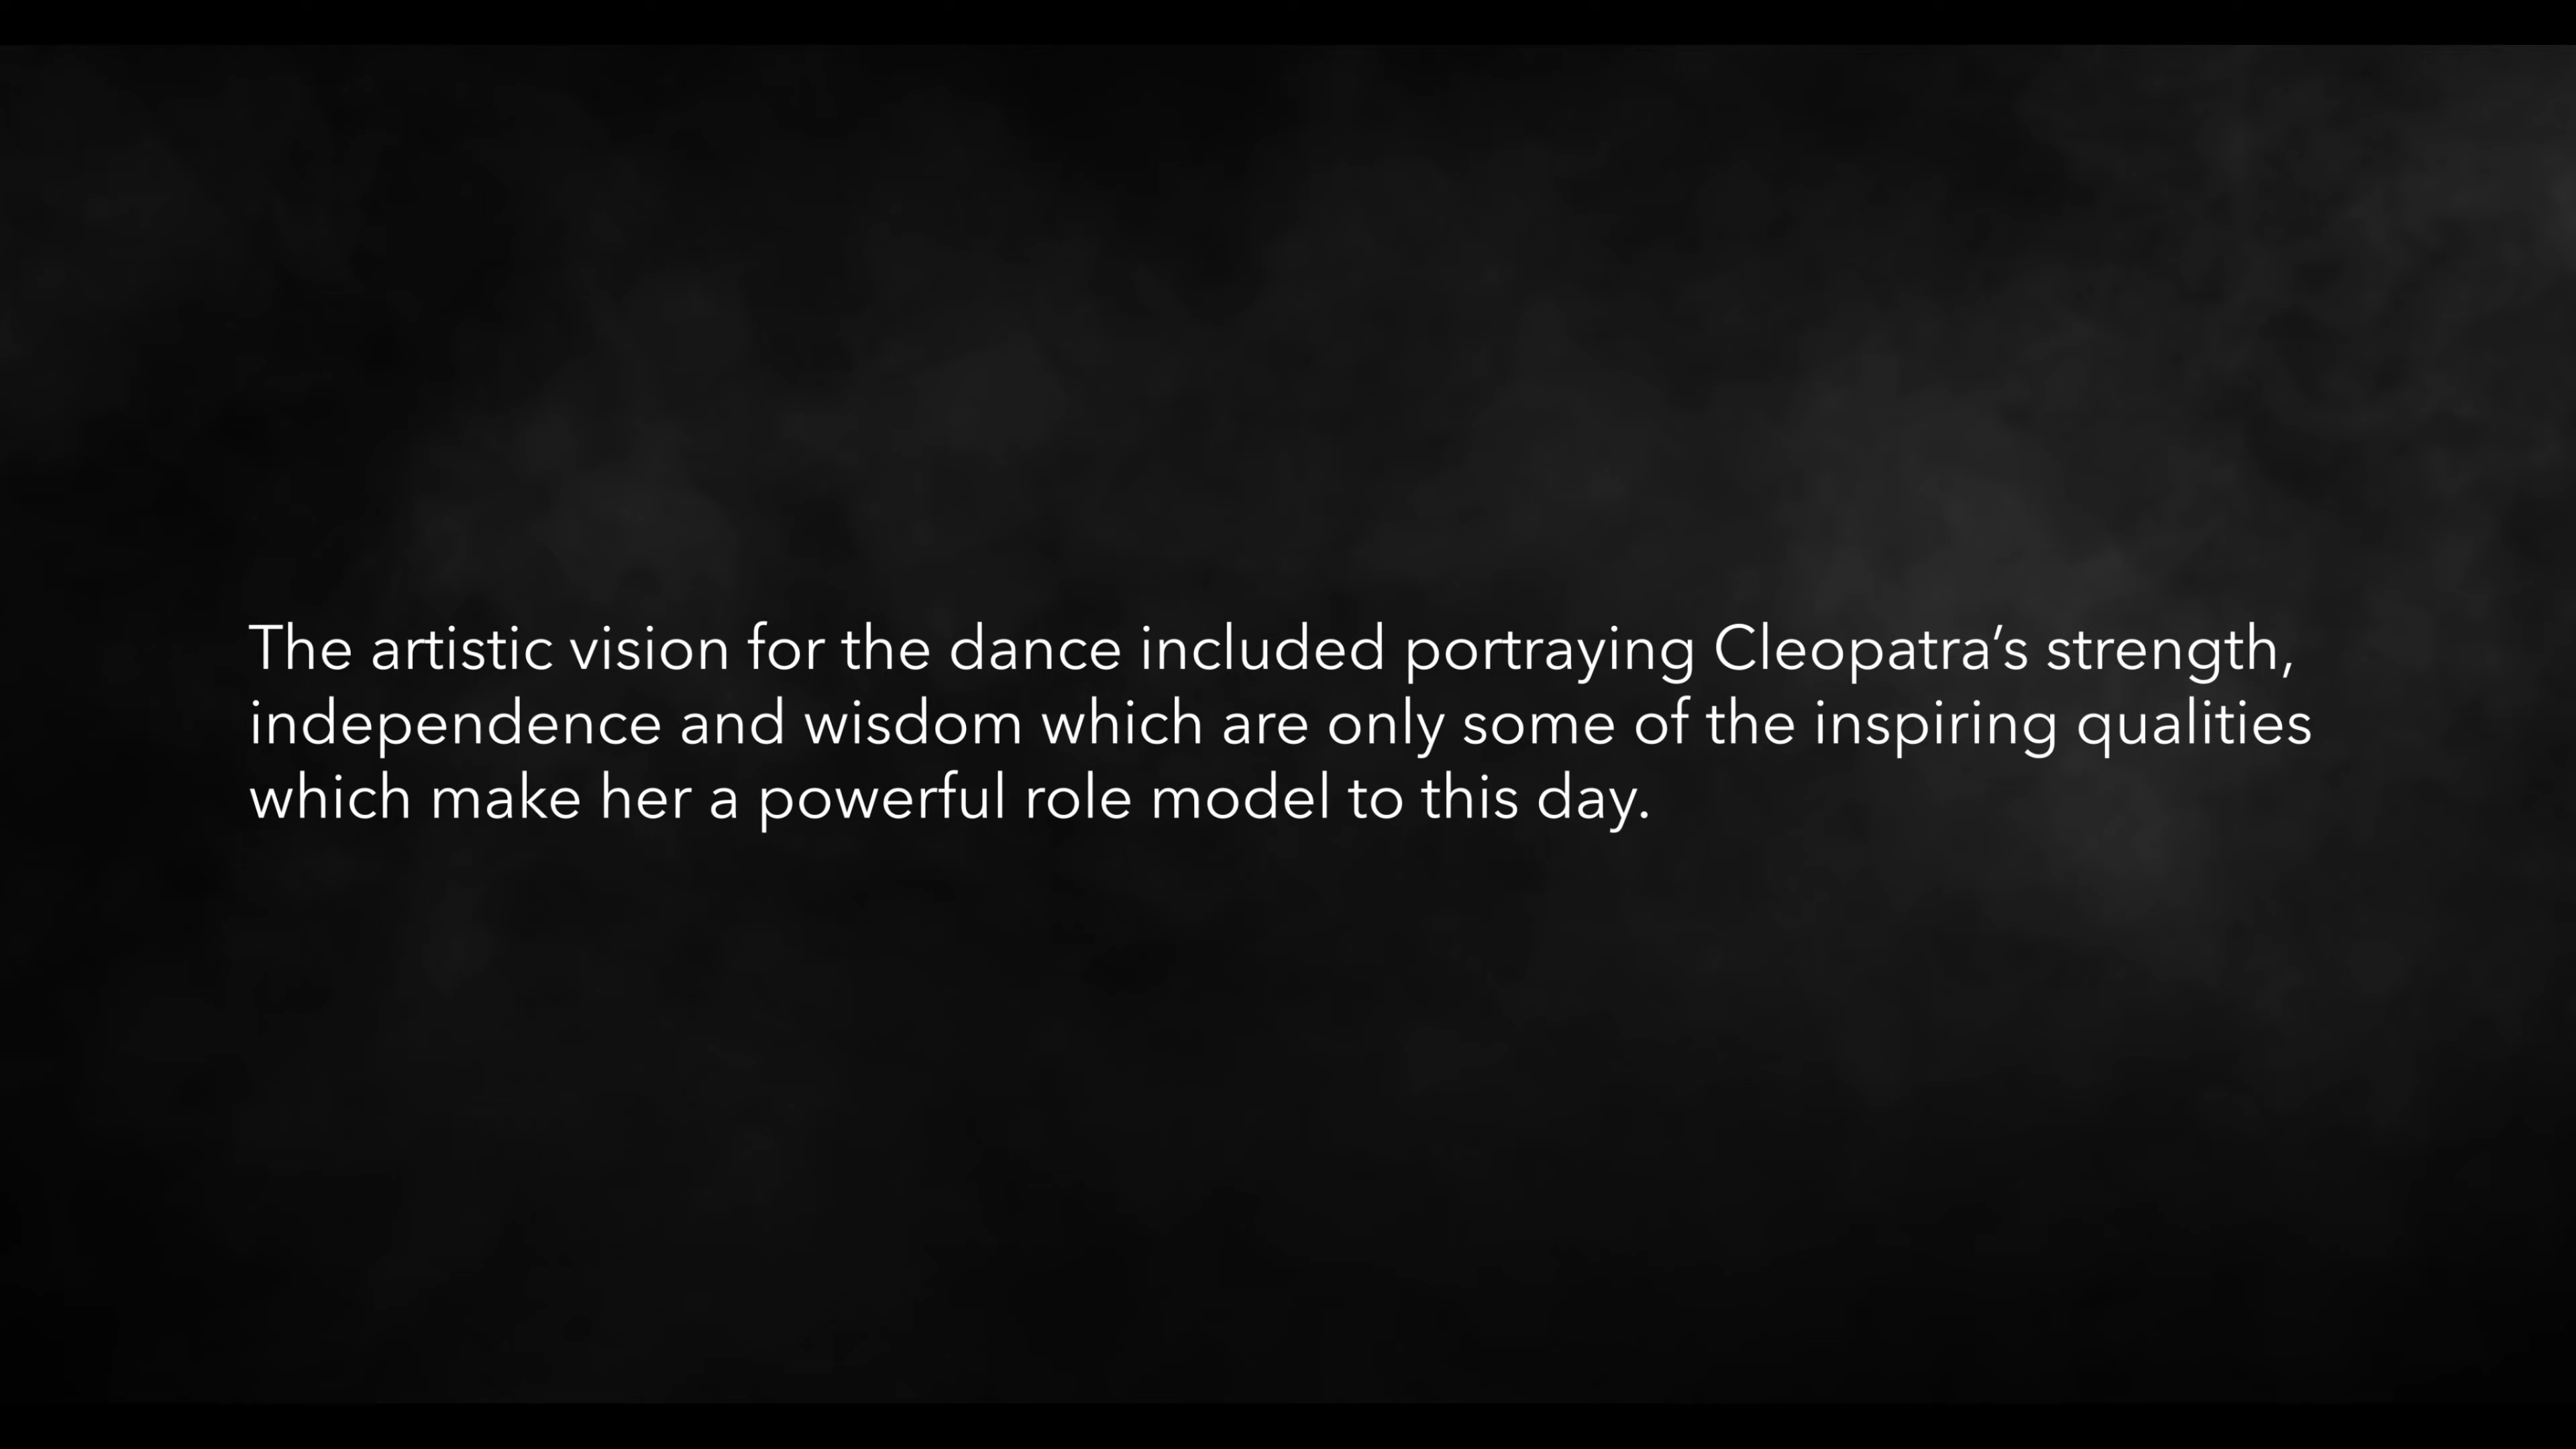 The artistic vision for the dance included portraying Cleopatra’s strength,
independence and wisdom which are only some of the inspiring qualities
which make her a powerful role model to this day.